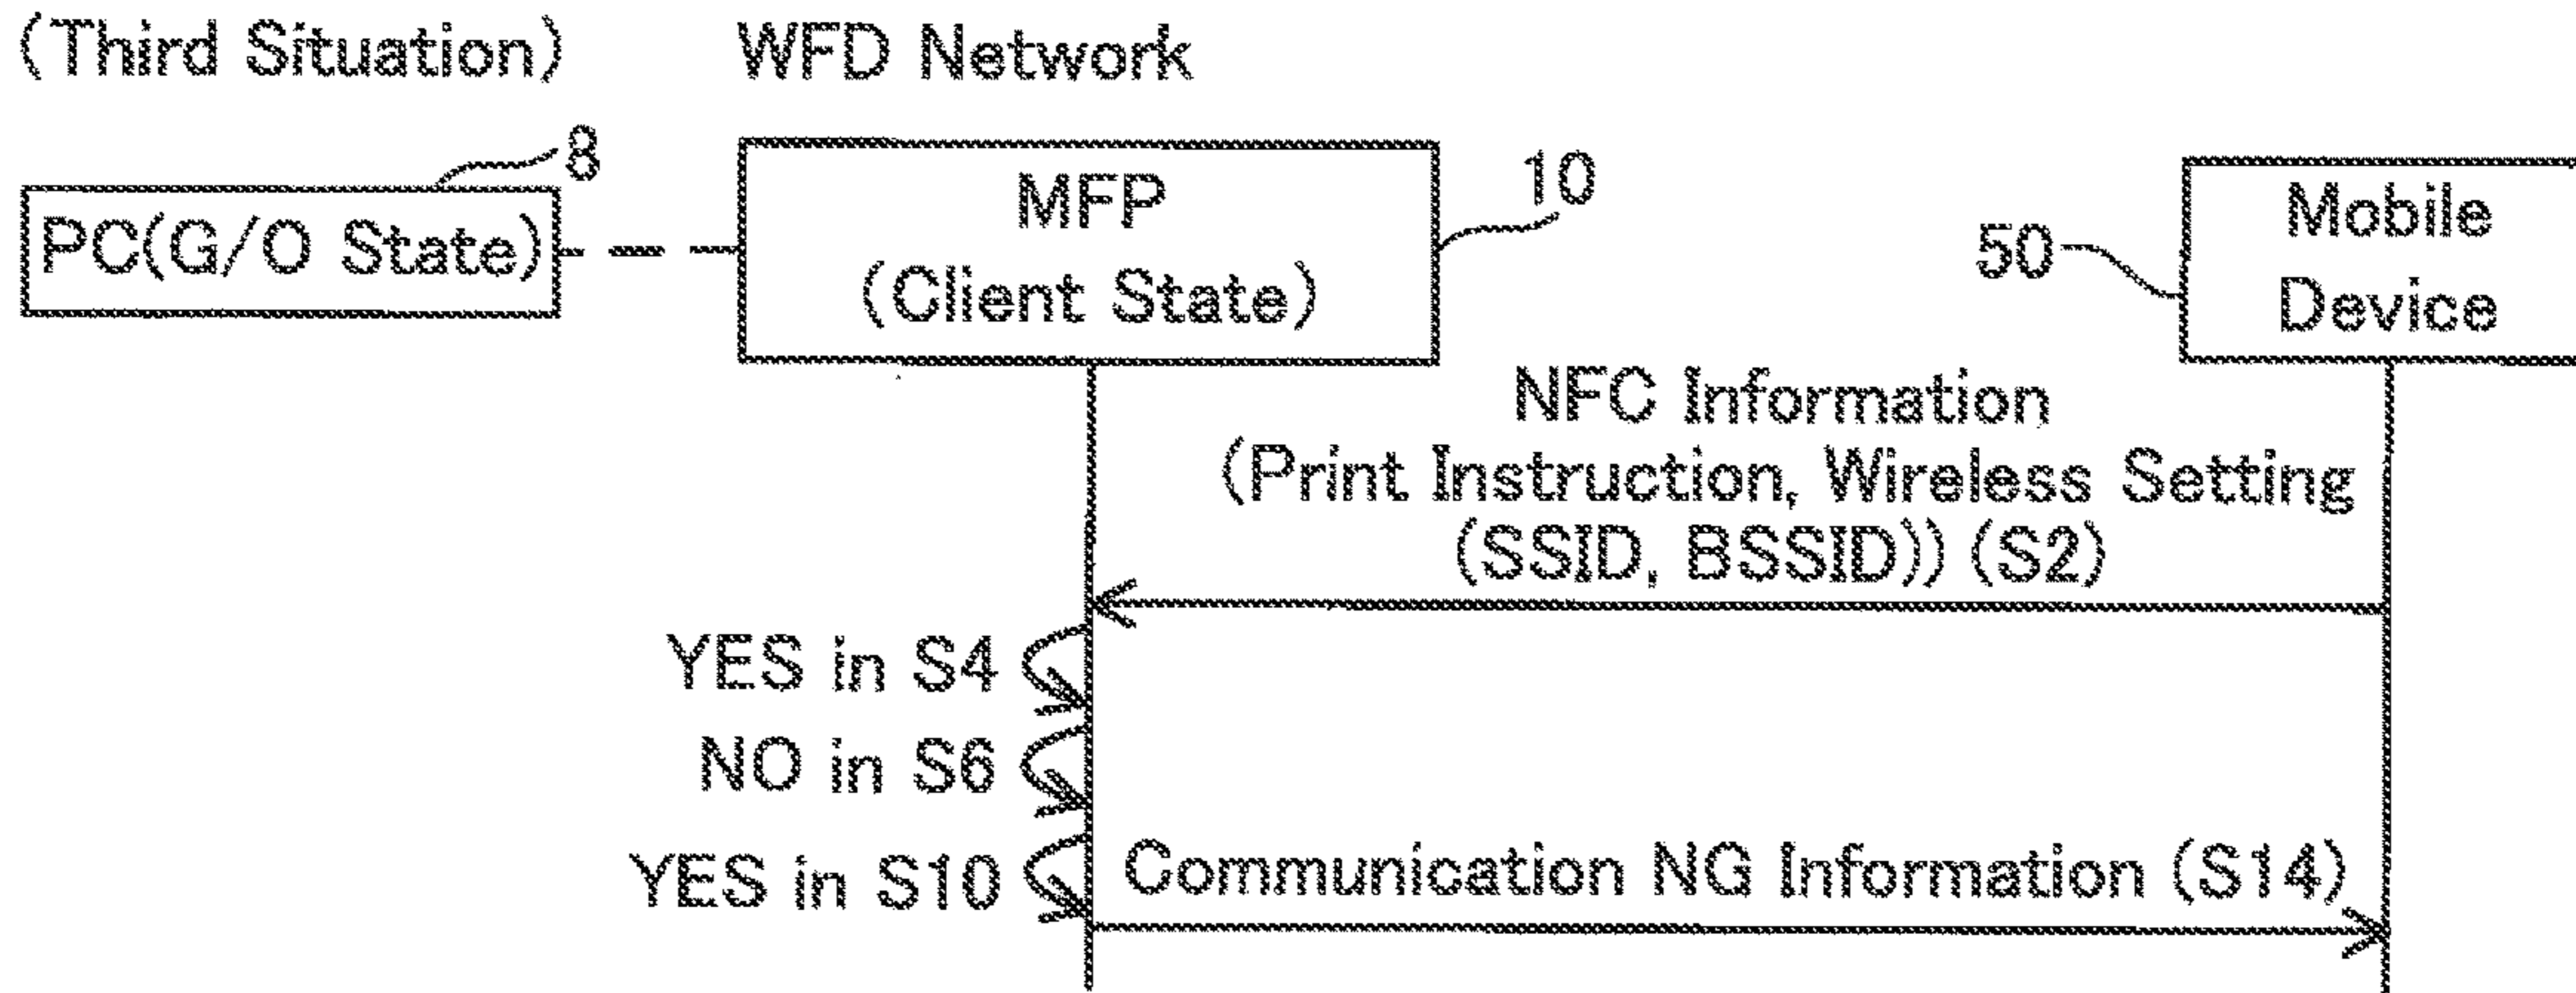 (Third Situation)
WFD Network
8
PC(G/O State)
MFP
(Client State)
10
50
Mobile
Device
NFC Information
(Print Instruction, Wireless Setting
(SSID, BSSID)) (S2)
YES in S4
NO in S6
YES in S10
Communication NG Information (S14)